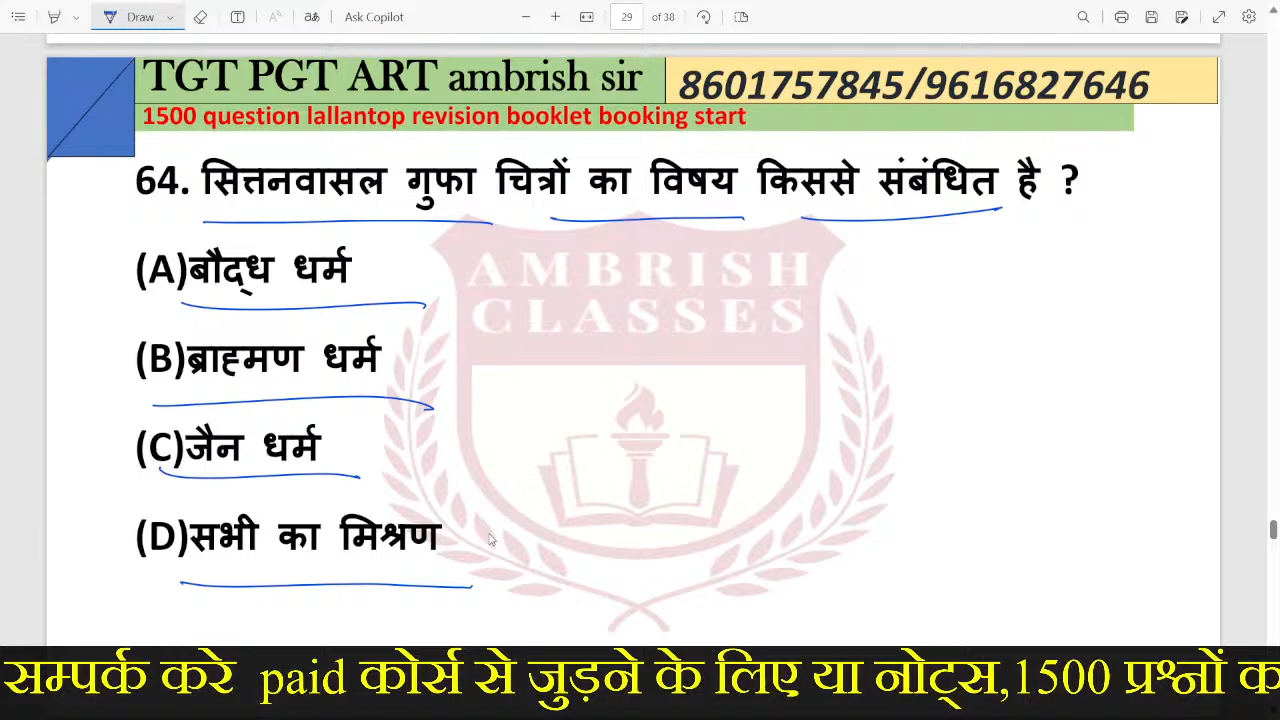 Draw
Ask Copilot
29 of 38
TGT PGT ART ambrish sir
8601757845/9616827646
1500 question lallantop revision booklet booking start
64. सित्तनवासल गुफा चित्रों का विषय किससे संबंधित है ?
(A)बौद्ध धर्म
(B)ब्राह्मण धर्म
(C)जैन धर्म
(D)सभी का मिश्रण
AMBRISH
CLASSES
सम्पर्क करे paid कोर्स से जुड़ने के लिए या नोट्स,1500 प्रश्नों क